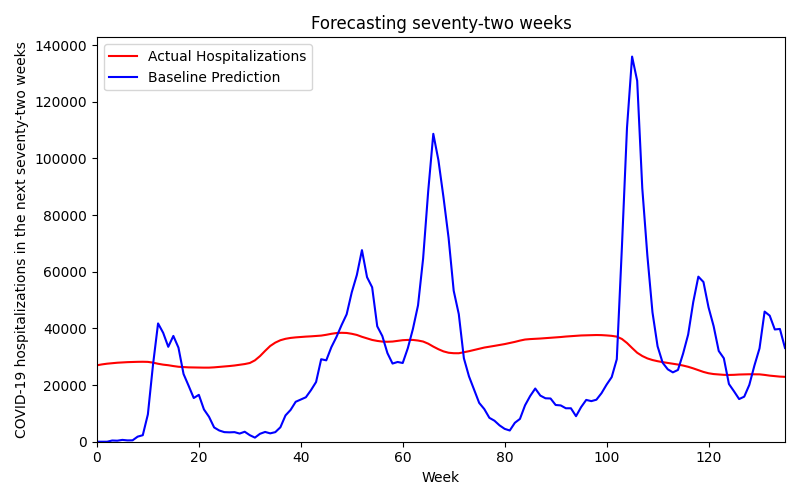 Forecasting seventy-two weeks
COVID-19 hospitalizations in the next seventy-two weeks
140000
120000
100000
80000
60000
40000
20000
0
Actual Hospitalizations
Baseline Prediction
0 20 40 60 80 100 120
Week